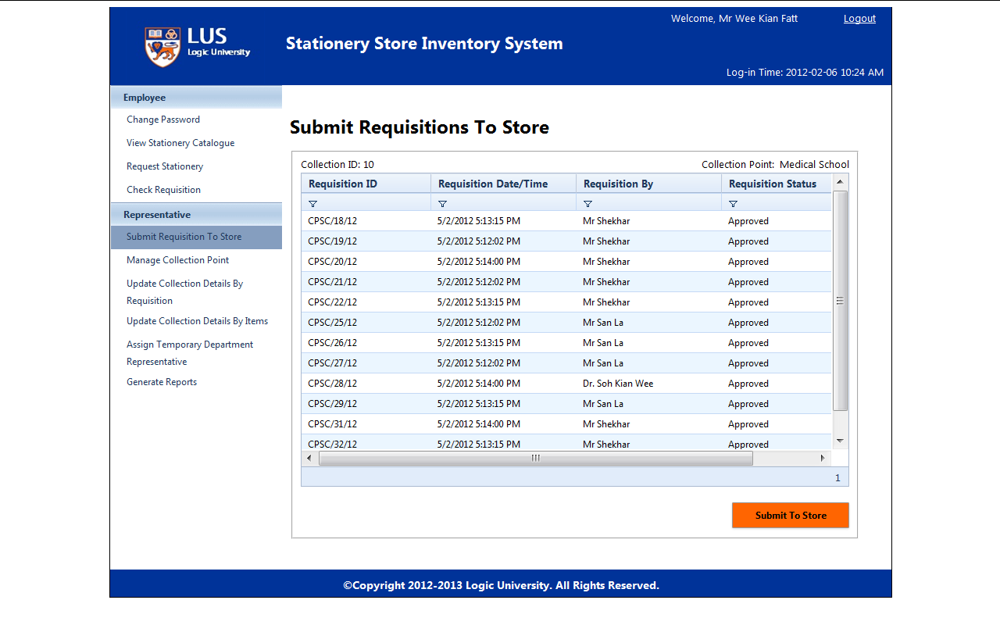 Welcome, Mr Wee Kian Fatt Logout
LUS
Logic University
Stationery Store Inventory System
Log-in Time: 2012-02-06 10:24 AM
Employee
Change Password
View Stationery Catalogue
Request Stationery
Check Requisition
Representative
Submit Requisition To Store
Manage Collection Point
Update Collection Details By
Requisition
Update Collection Details By Items
Assign Temporary Department
Representative
Generate Reports
Submit Requisitions To Store
Collection ID: 10 Collection Point: Medical School
Requisition ID Requisition Date/Time Requisition By Requisition Status
CPSC/18/12 5/2/2012 5:13:15 PM Mr Shekhar Approved
CPSC/19/12 5/2/2012 5:12:02 PM Mr Shekhar Approved
CPSC/20/12 5/2/2012 5:14:00 PM Mr Shekhar Approved
CPSC/21/12 5/2/2012 5:12:02 PM Mr Shekhar Approved
CPSC/22/12 5/2/2012 5:13:15 PM Mr Shekhar Approved
CPSC/25/12 5/2/2012 5:12:02 PM Mr San La Approved
CPSC/26/12 5/2/2012 5:13:15 PM Mr San La Approved
CPSC/27/12 5/2/2012 5:12:02 PM Mr San La Approved
CPSC/28/12 5/2/2012 5:14:00 PM Dr. Soh Kian Wee Approved
CPSC/29/12 5/2/2012 5:13:15 PM Mr San La Approved
CPSC/31/12 5/2/2012 5:14:00 PM Mr Shekhar Approved
CPSC/32/12 5/2/2012 5:13:15 PM Mr Shekhar Approved
1
Submit To Store
©Copyright 2012-2013 Logic University. All Rights Reserved.